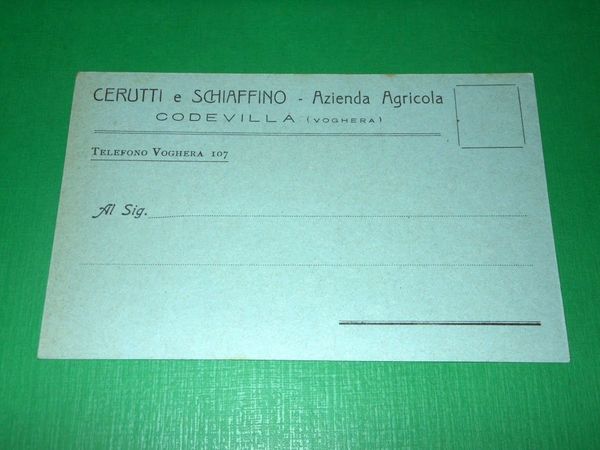 CERUTTI e SCHIAFFINO - Azienda Agricola
CODEVILLA (VOGHERA)
TELEFONO VOGHERA 107
Al Sig.